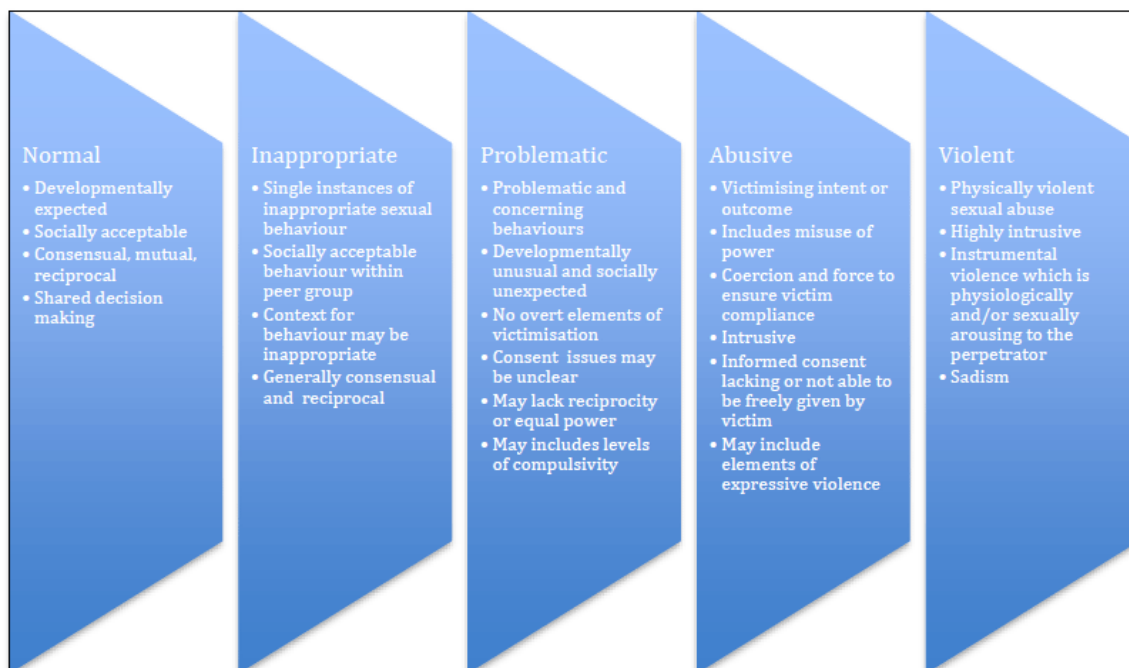 Normal
• Developmentally
expected
• Socially acceptable
• Consensual, mutual,
reciprocal
• Shared decision
making
Inappropriate
• Single instances of
inappropriate sexual
behaviour
• Socially acceptable
behaviour within
peer group
• Context for
behaviour may be
inappropriate
• Generally consensual
and reciprocal
Problematic
• Problematic and
concerning
behaviours
• Developmentally
unusual and socially
unexpected
• No overt elements of
victimisation
• Consent issues may
be unclear
• May lack reciprocity
or equal power
• May includes levels
of compulsivity
Abusive
• Victimising intent or
outcome
• Includes misuse of
power
• Coercion and force to
ensure victim
compliance
• Intrusive
• Informed consent
lacking or not able to
be freely given by
victim
• May include
elements of
expressive violence
Violent
• Physically violent
sexual abuse
• Highly intrusive
• Instrumental
violence which is
physiologically
and/or sexually
arousing to the
perpetrator
• Sadism